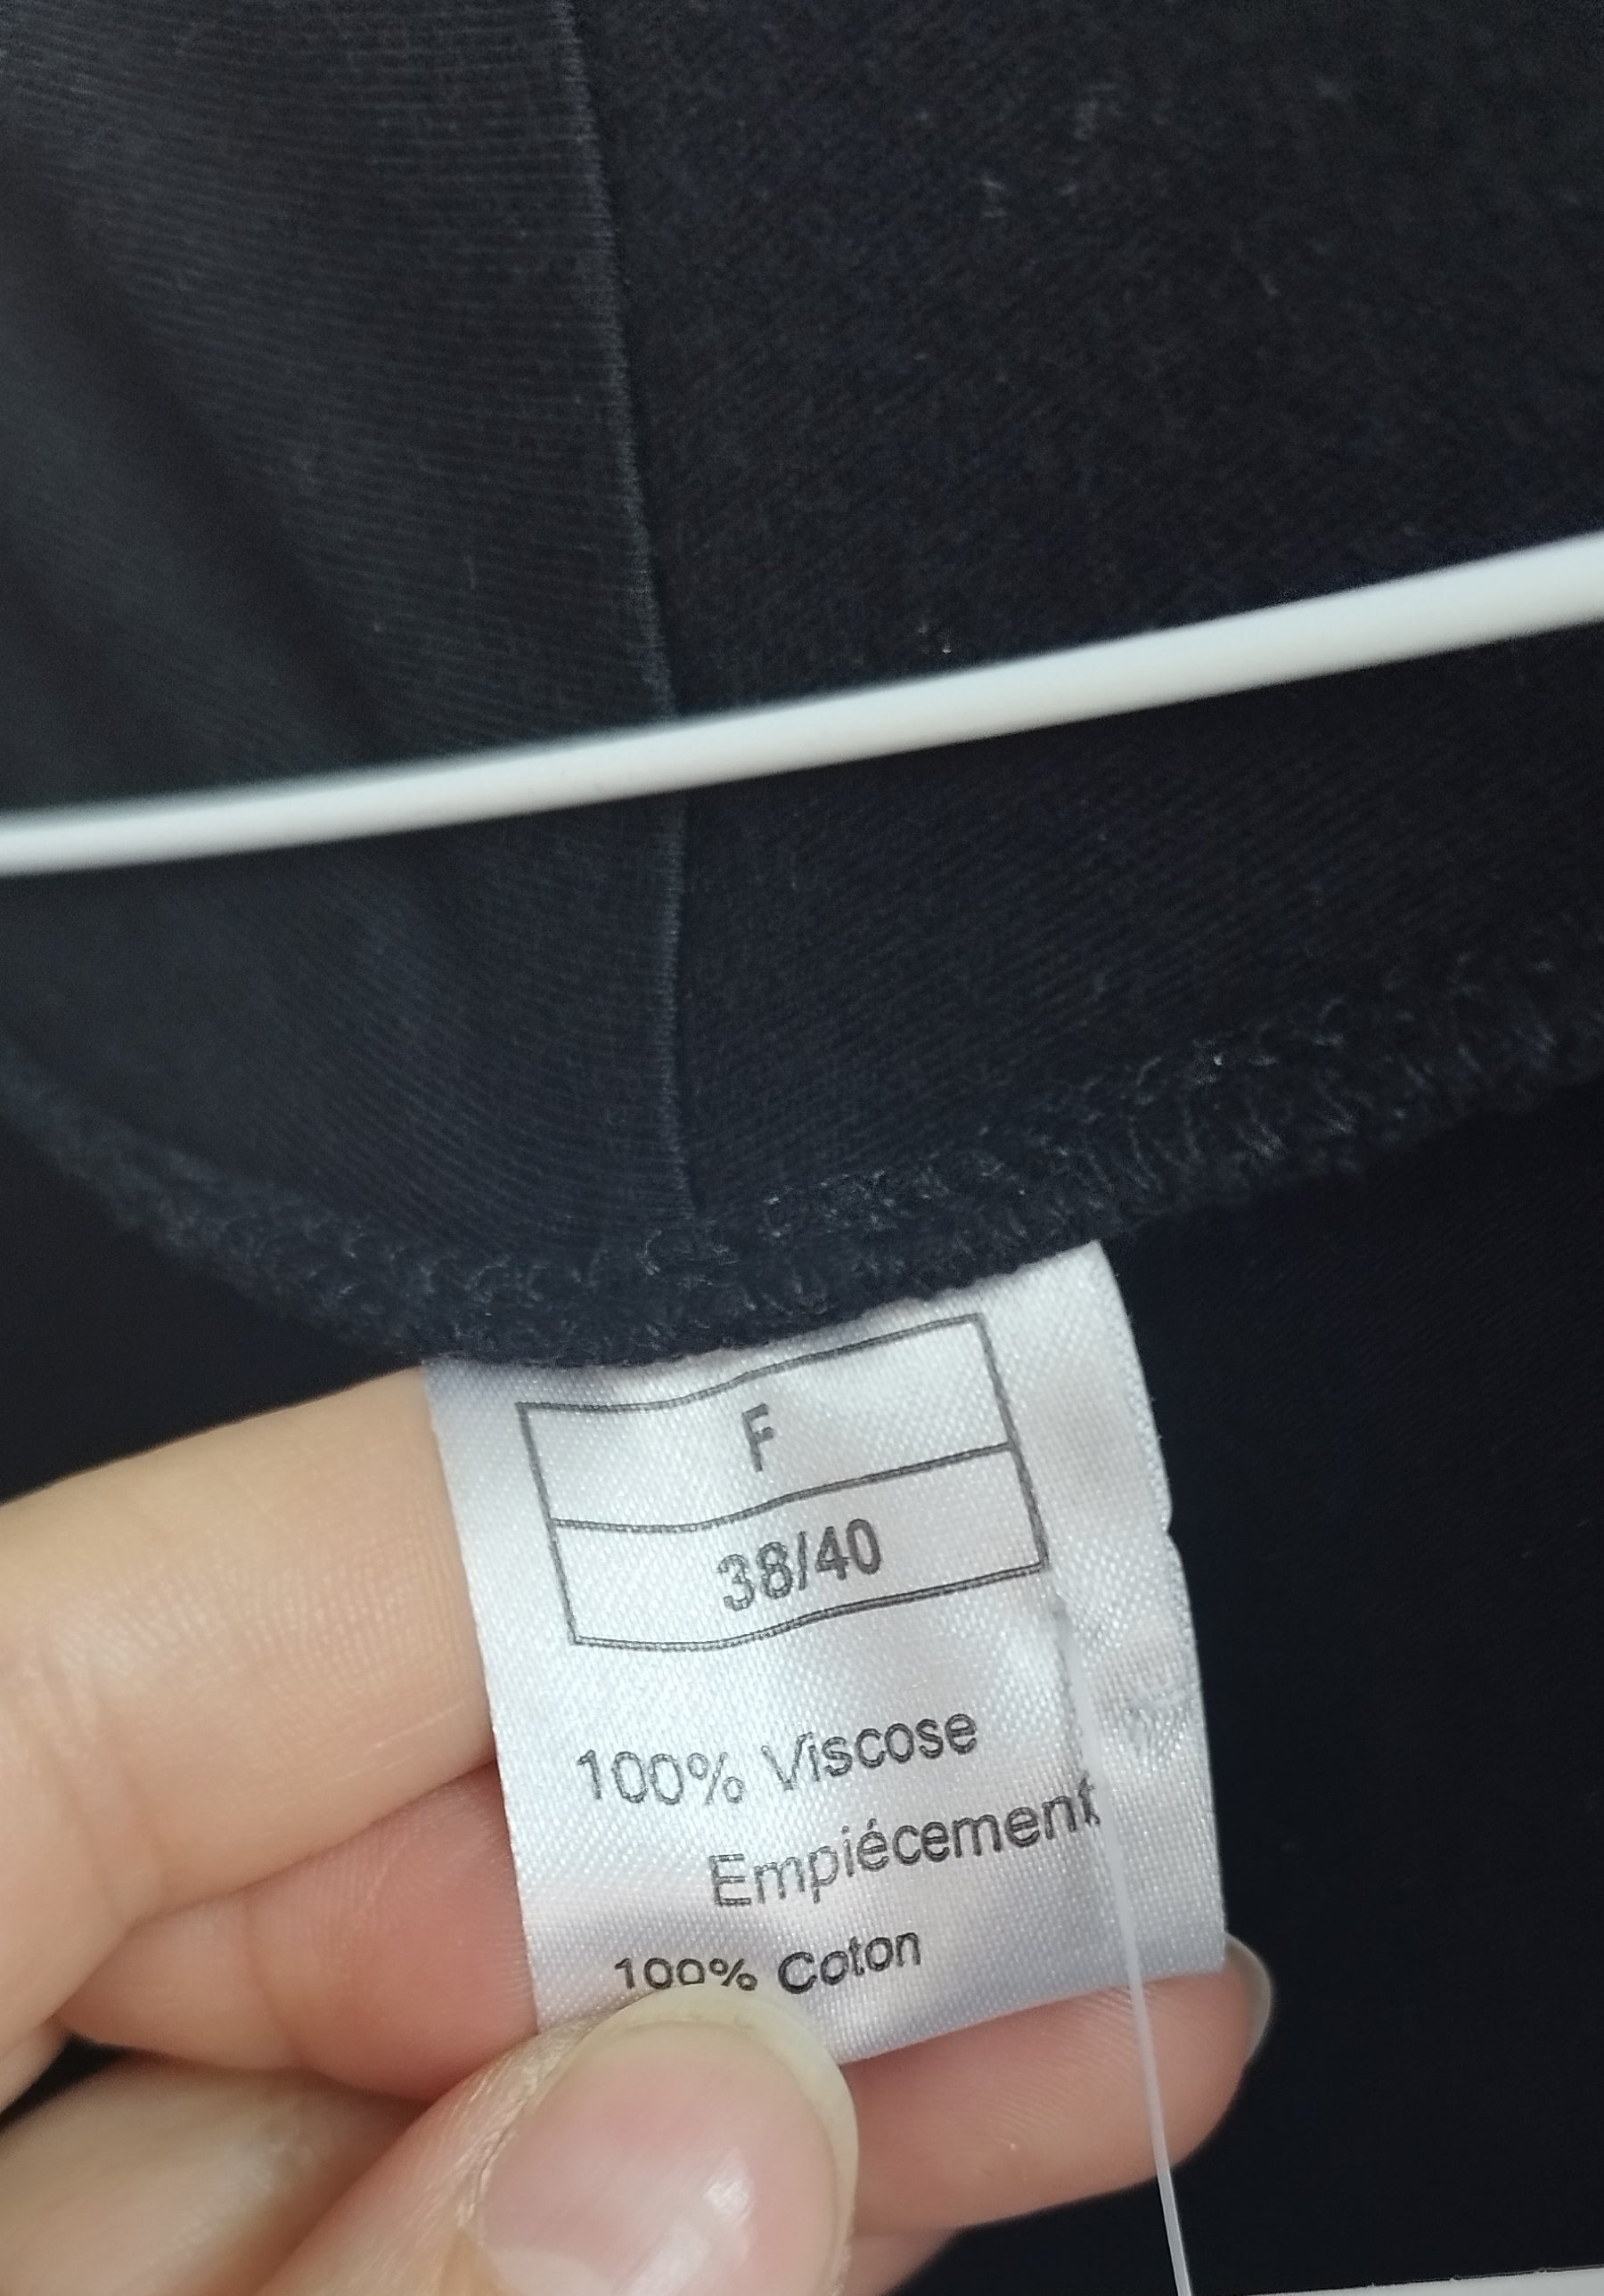 F
38/40
100% Viscose
Empiécement
100% Coton